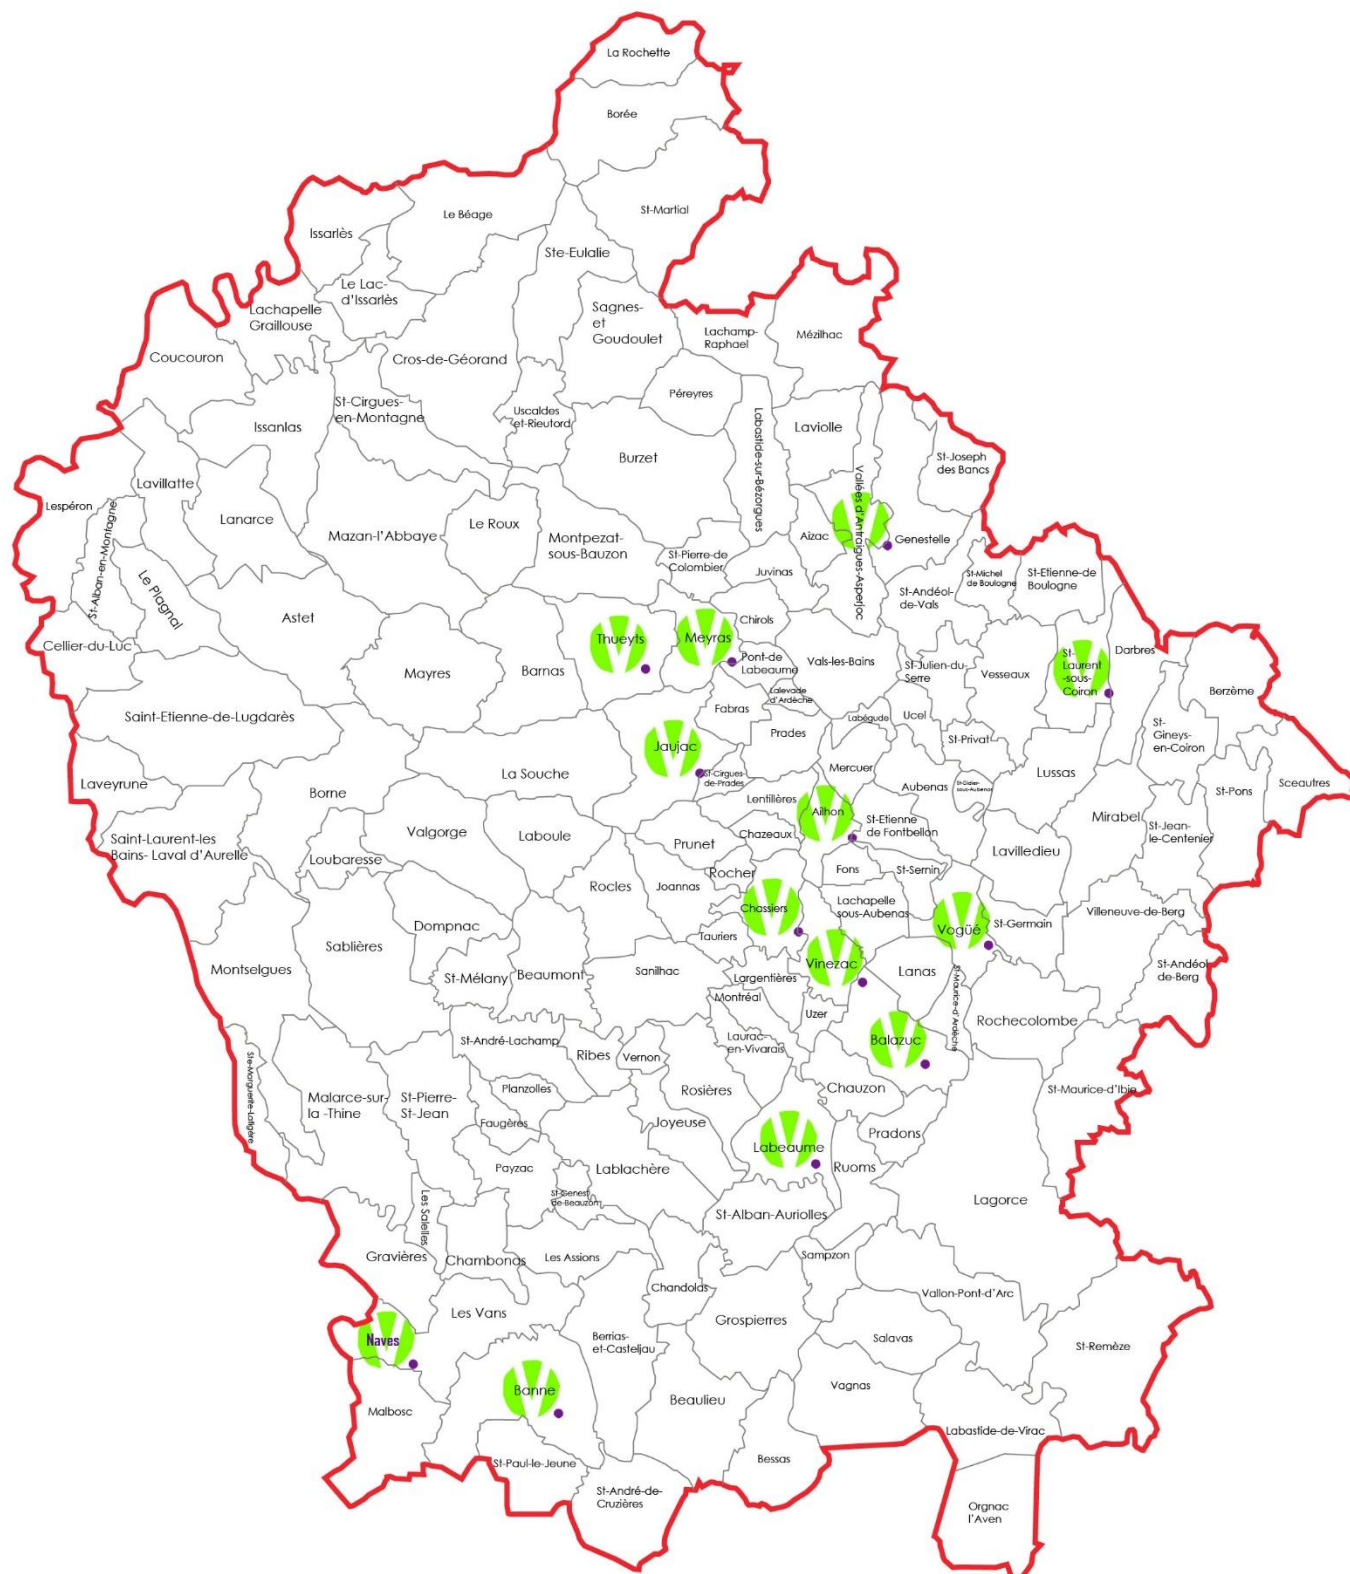 La Rochette
Borée
St-Martial
Le Béage
Issarlès
Ste-Eulalie
Le Lac-
d'Issarlès
Lachapelle
Graillouse
Sagnes-
et
Goudoulet
Lachamp-
Raphael
Mézilhac
Coucouron
Cros-de-Géorand
Péreyres
St-Cirgues-
en-Montagne
Issanlas
Uscaldes
et-Rieutord
Labastide-sur-Bézorgues
Laviolle
Burzet
St-Joseph
des Bancs
Vallées d'Antraigues-Asperjoc
Lavillatte
Lespéron
Lanarce
Le Roux
Mazan-l'Abbaye
Montpezat-
sous-Bauzon
Aizac
Genestelle
St-Alban-en-Montagne
Le Plagnal
St-Pierre-de
Colombier
Juvinas
St-Michel
de Boulogne
St-Etienne-de
Boulogne
St-Andéol-
de-Vals
Astet
Chirols
Thueyts
Meyras
Cellier-du-Luc
Mayres
Barnas
Pont-de
Labeaume
Vals-les-Bains
St-Julien-du-
Serre
Vesseaux
St-
Laurent
-sous-
Coiron
Darbres
Berzème
Lalevade
d'Ardèche
Saint-Etienne-de-Lugdarès
Fabras
Labégude
Ucel
St-
Gineys-
en-Coiron
Prades
St-Privat
Jaujac
La Souche
St-Cirgues-
de-Prades
Mercuer
Lussas
Laveyrune
Borne
Aubenas
St-Didier-
sous-Aubenas
St-Pons
Sceautres
Lentillères
Ailhon
St-Etienne
de Fontbellon
Mirabel
St-Jean-
le-Centenier
Saint-Laurent-les
Bains- Laval d'Aurelle
Valgorge
Laboule
Prunet
Chazeaux
Loubaresse
Lavilledieu
Rocher
Fons
St-Sernin
Rocles
Joannas
Chassiers
Lachapelle
sous-Aubenas
Villeneuve-de-Berg
Dompnac
Vogüé
St-Germain
Sablières
Tauriers
Vinezac
Montselgues
St-Mélany
Beaumont
Sanilhac
Largentières
Lanas
St-Maurice-d'Ardèche
St-Andéol
de-Berg
Montréal
Uzer
Rochecolombe
St-André-Lachamp
Ribes
Vernon
Laurac-
en-Vivarais
Balazuc
Ste-Marguerite-Lafigère
Malarce-sur-
la -Thine
St-Pierre-
St-Jean
Planzolles
Rosières
Chauzon
St-Maurice-d'Ibie
Faugères
Joyeuse
Pradons
Labeaume
Payzac
Lablachère
Ruoms
St-Genest
de-Beauzon
Lagorce
Les Salelles
St-Alban-Auriolles
Gravières
Chambonas
Les Assions
Sampzon
Chandolas
Vallon-Pont-d'Arc
Les Vans
Grospierres
Naves
Berrias-
et-Casteljau
Salavas
St-Remèze
Banne
Vagnas
Malbosc
Beaulieu
Labastide-de-Virac
St-Paul-le-Jeune
Bessas
St-André-de-
Cruzières
Orgnac
l'Aven